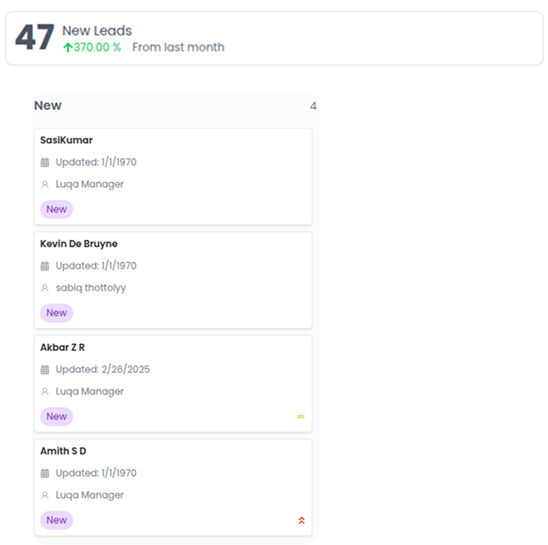 47 New Leads
↑370.00 % From last month
New 4
SasiKumar
Updated: 1/1/1970
Luqa Manager
New
Kevin De Bruyne
Updated: 1/1/1970
sabiq thottolyy
New
Akbar Z R
Updated: 2/26/2025
Luqa Manager
New
Amith S D
Updated: 1/1/1970
Luqa Manager
New